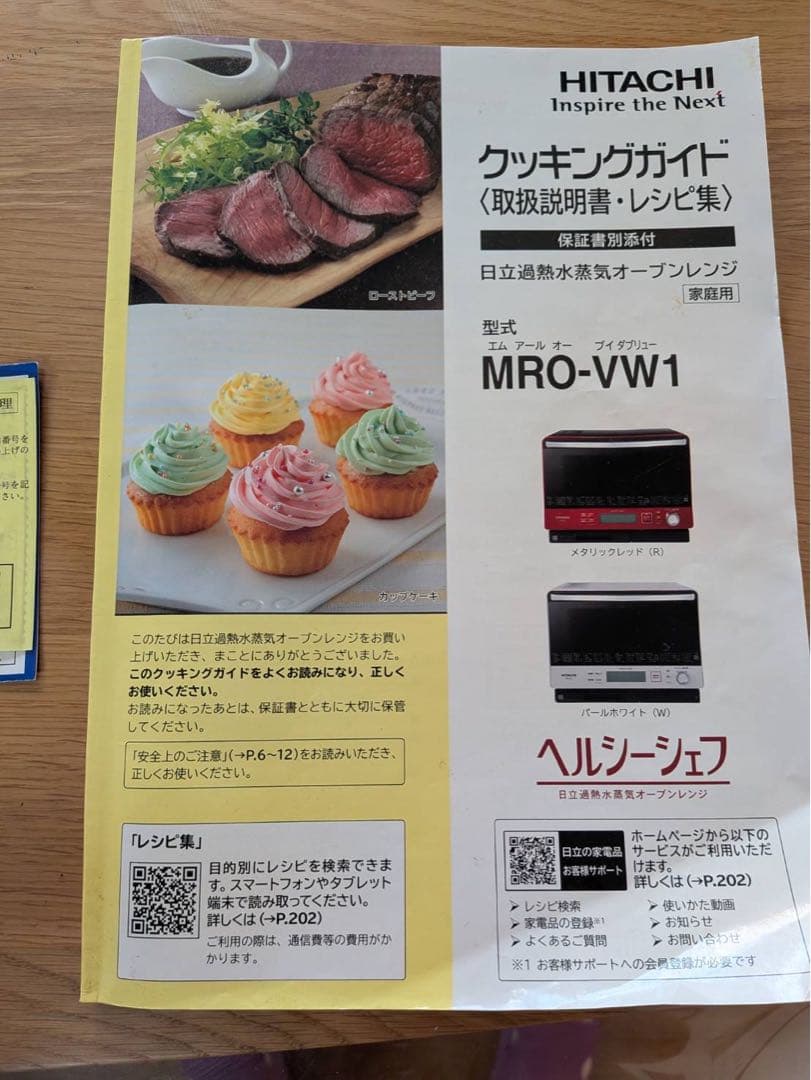 HITACHI
Inspire the Next
クッキングガイド
〈取扱説明書・レシピ集〉
保証書別添付
日立過熱水蒸気オーブンレンジ
家庭用
型式
エム アール オー ブイダブリュー
MRO-VW1
メタリックレッド（R）
HITACHI
パールホワイト（W）
ヘルシーシェフ
日立過熱水蒸気オーブンレンジ
ローストビーフ
カップケーキ
このたびは日立過熱水蒸気オーブンレンジをお買い
上げいただき、まことにありがとうございました。
このクッキングガイドをよくお読みになり、正しく
お使いください。
お読みになったあとは、保証書とともに大切に保管
してください。
「安全上のご注意」(→P.6～12)をお読みいただき、
正しくお使いください。
「レシピ集」
目的別にレシピを検索できま
す。スマートフォンやタブレット
端末で読み取ってください。
詳しくは(→P.202)
ご利用の際は、通信費等の費用がか
かります。
日立の家電品
お客様サポート
ホームページから以下の
サービスがご利用いただ
けます。
詳しくは(→P.202)
➢ レシピ検索
➢ 使いかた動画
➢ 家電品の登録※1
➢ お知らせ
➢ よくあるご質問
➢ お問い合わせ
※1 お客様サポートへの会員登録が必要です
理
番号を
上げの
号を記
さい。